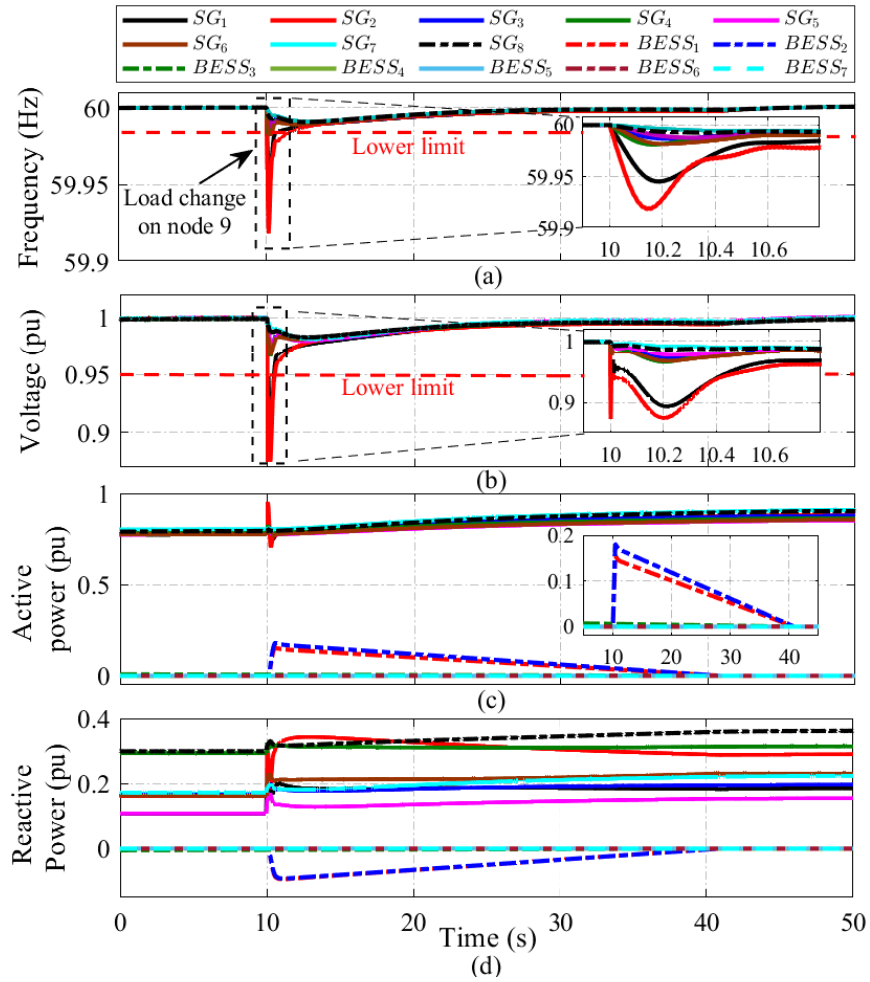 SG₁ SG₂ SG₃ SG₄ SG₅
SG₆ SG₇ SG₈ BESS₁ BESS₂
BESS₃ BESS₄ BESS₅ BESS₆ BESS₇
Frequency (Hz)
60
59.95
59.9
Load change
on node 9
Lower limit
60
59.95
59.9
10 10.2 10.4 10.6
(a)
Voltage (pu)
1
0.95
0.9
Lower limit
1
0.9
10 10.2 10.4 10.6
(b)
Active
power (pu)
1
0.5
0
0.2
0.1
0
10 20 30 40
(c)
Reactive
Power (pu)
0.4
0.2
0
0 10 20 30 40 50
Time (s)
(d)